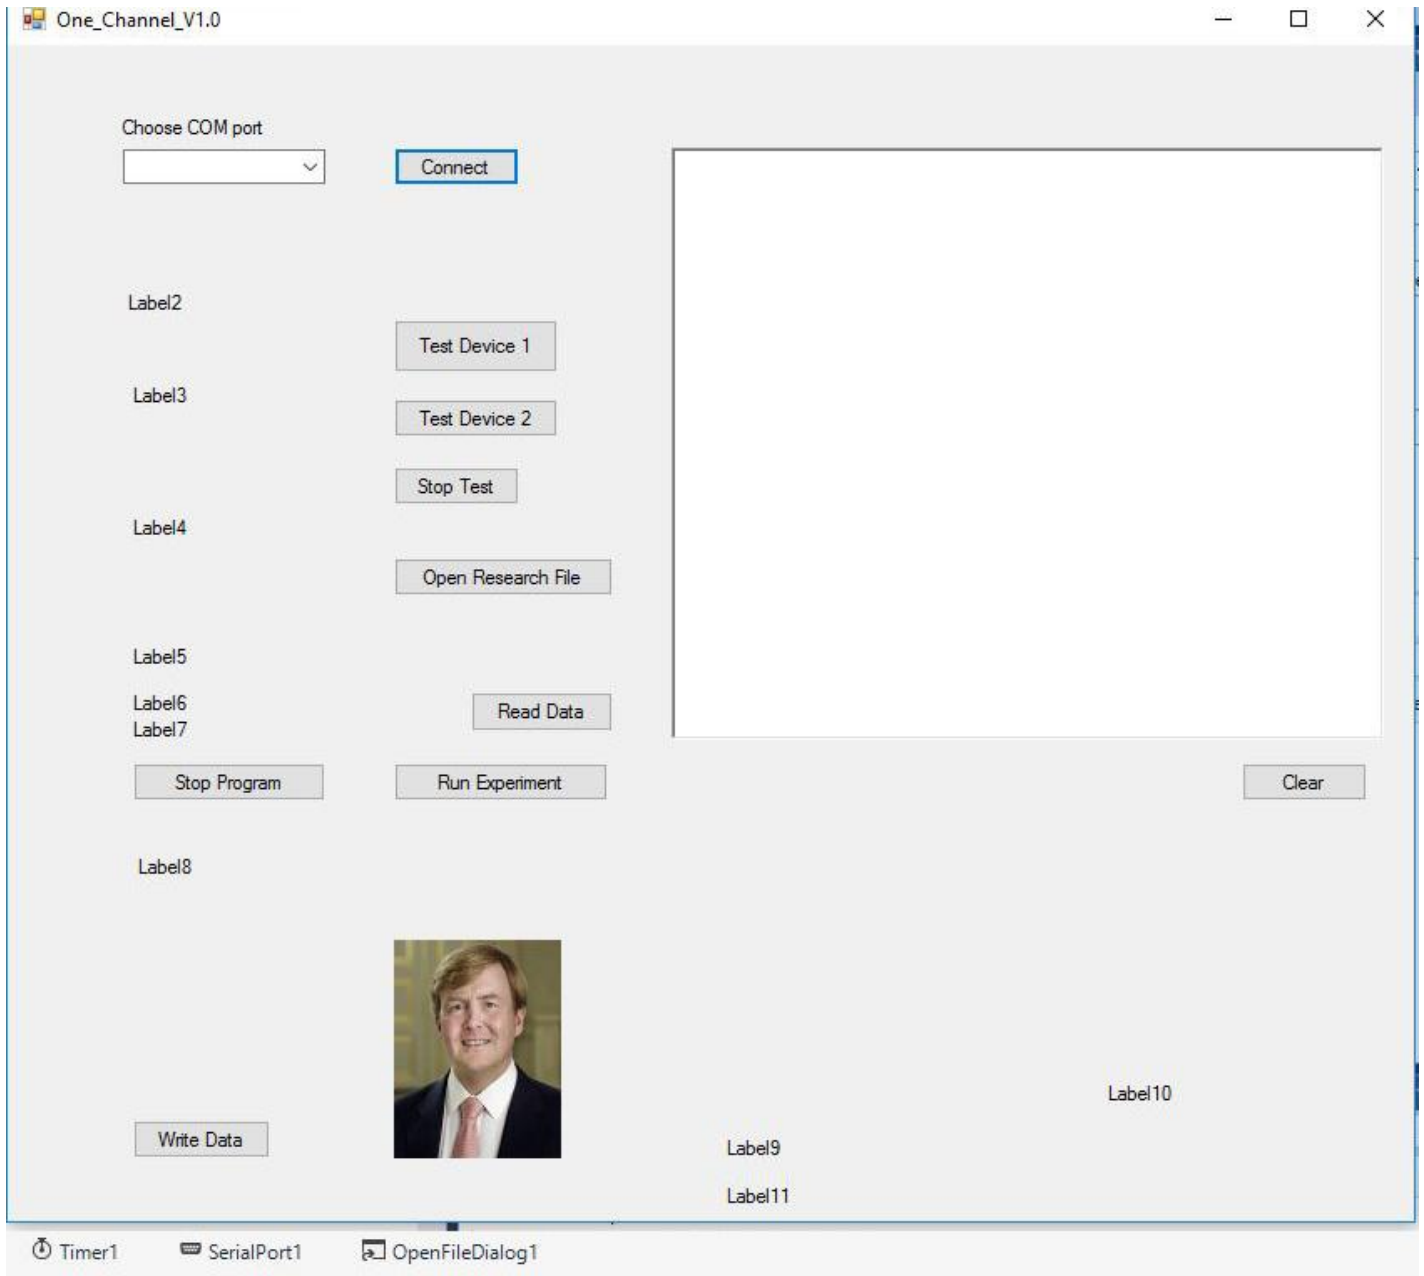 One_Channel_V1.0
Choose COM port
Connect
Label2
Test Device 1
Label3
Test Device 2
Stop Test
Label4
Open Research File
Label5
Label6
Read Data
Label7
Stop Program
Run Experiment
Clear
Label8
Label10
Write Data
Label9
Label11
Timer1
SerialPort1
OpenFileDialog1